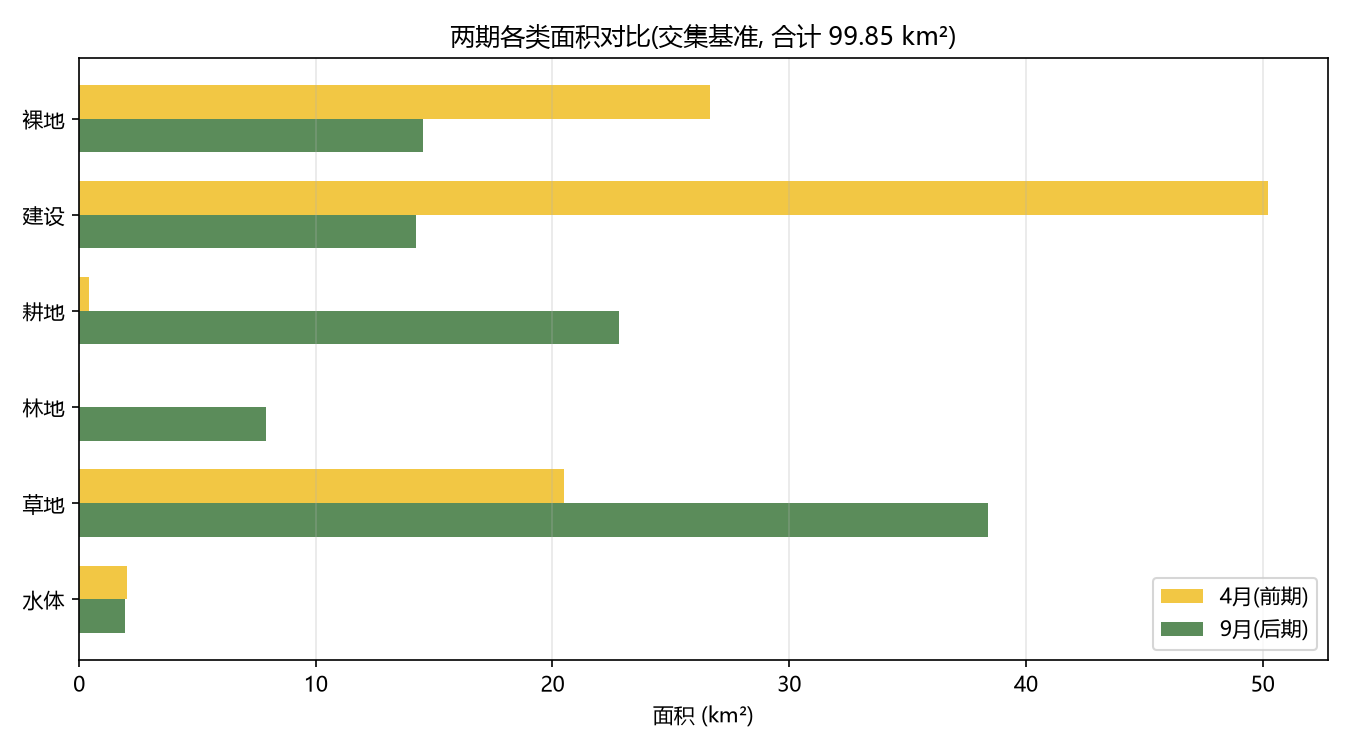 两期各类面积对比(交集基准, 合计 99.85 km²)
裸地
建设
耕地
林地
草地
水体
4月(前期)
9月(后期)
0 10 20 30 40 50
面积 (km²)